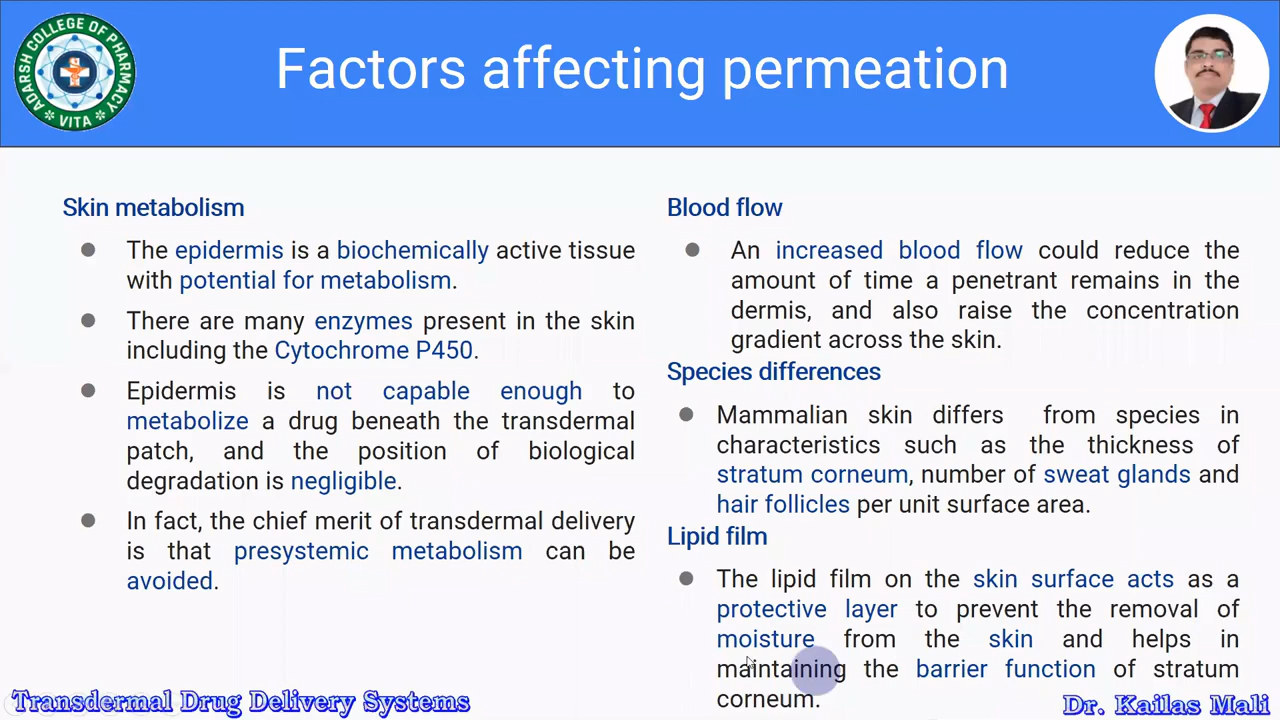 ADARSH COLLEGE OF PHARMACY
VITA
Factors affecting permeation
Skin metabolism
The epidermis is a biochemically active tissue
with potential for metabolism.
There are many enzymes present in the skin
including the Cytochrome P450.
Epidermis is not capable enough to
metabolize a drug beneath the transdermal
patch, and the position of biological
degradation is negligible.
In fact, the chief merit of transdermal delivery
is that presystemic metabolism can be
avoided.
Blood flow
An increased blood flow could reduce the
amount of time a penetrant remains in the
dermis, and also raise the concentration
gradient across the skin.
Species differences
Mammalian skin differs from species in
characteristics such as the thickness of
stratum corneum, number of sweat glands and
hair follicles per unit surface area.
Lipid film
The lipid film on the skin surface acts as a
protective layer to prevent the removal of
moisture from the skin and helps in
maintaining the barrier function of stratum
corneum.
Transdermal Drug Delivery Systems
Dr. Kailas Mali